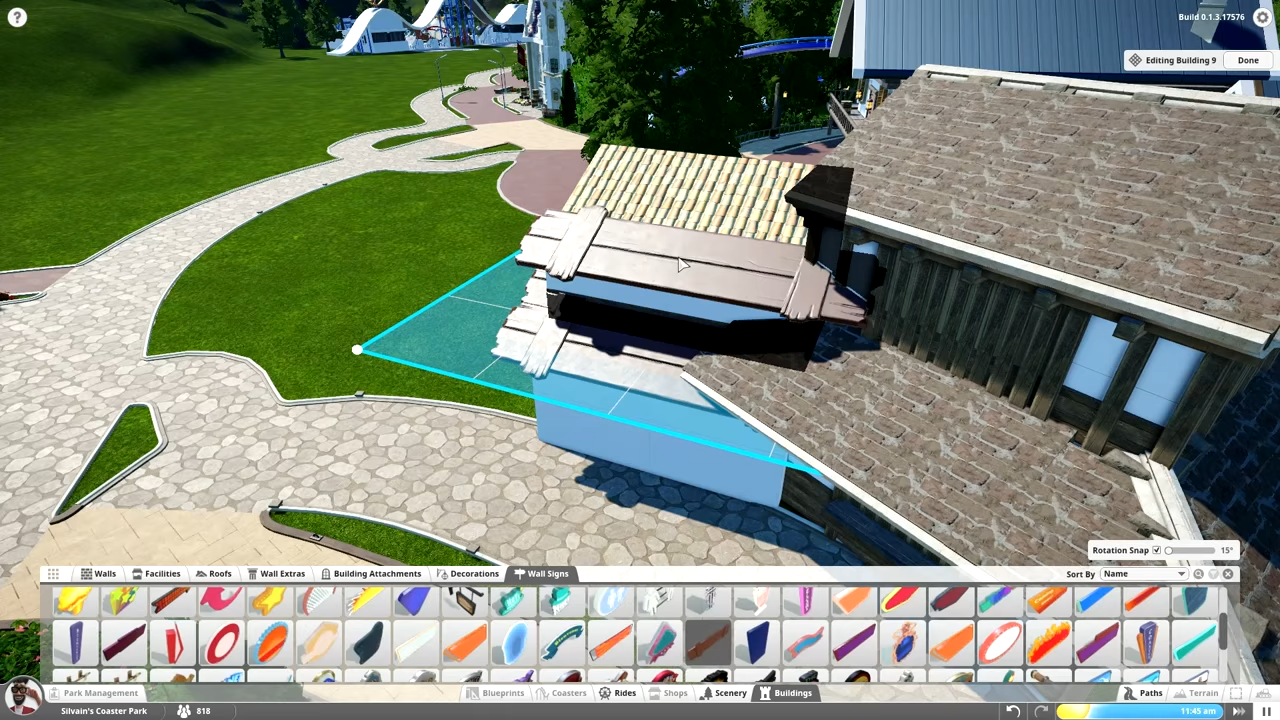 ?
Build 0.1.3.17576
Editing Building 9 Done
Rotation Snap 15°
Walls Facilities Roofs Wall Extras Building Attachments Decorations Wall Signs Sort By Name
Park Management Blueprints Coasters Rides Shops Scenery Buildings Paths Terrain
Silvain's Coaster Park 818 11:45 am